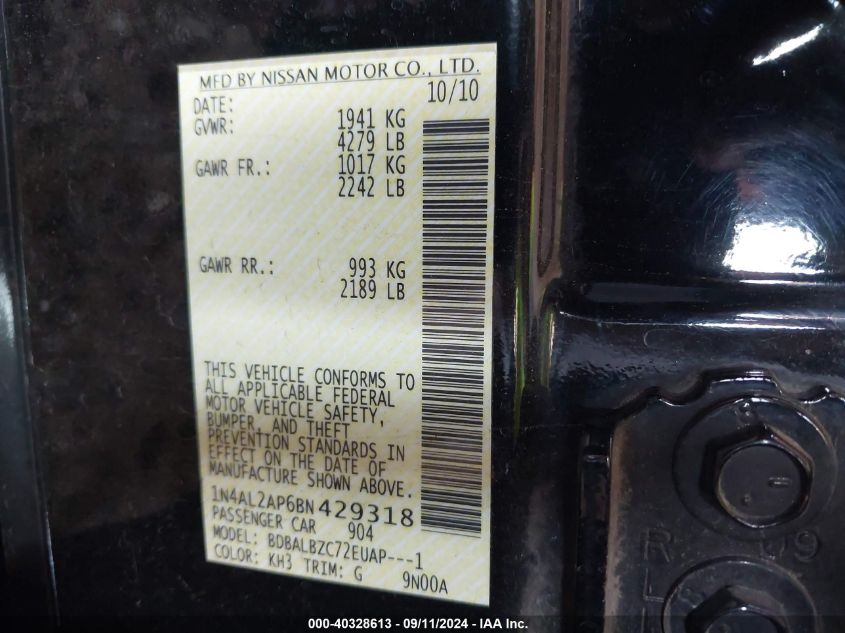 MFD BY NISSAN MOTOR CO., LTD.
DATE: 10/10
GVWR: 1941 KG
4279 LB
GAWR FR.: 1017 KG
2242 LB
GAWR RR.: 993 KG
2189 LB
THIS VEHICLE CONFORMS TO
ALL APPLICABLE FEDERAL
MOTOR VEHICLE SAFETY,
BUMPER, AND THEFT
PREVENTION STANDARDS IN
EFFECT ON THE DATE OF
MANUFACTURE SHOWN ABOVE.
1N4AL2AP6BN429318
PASSENGER CAR 904
MODEL: BDBALBZC72EUAP---1
COLOR: KH3 TRIM: G 9N00A
R 09
L
000-40328613 - 09/11/2024 - IAA Inc.